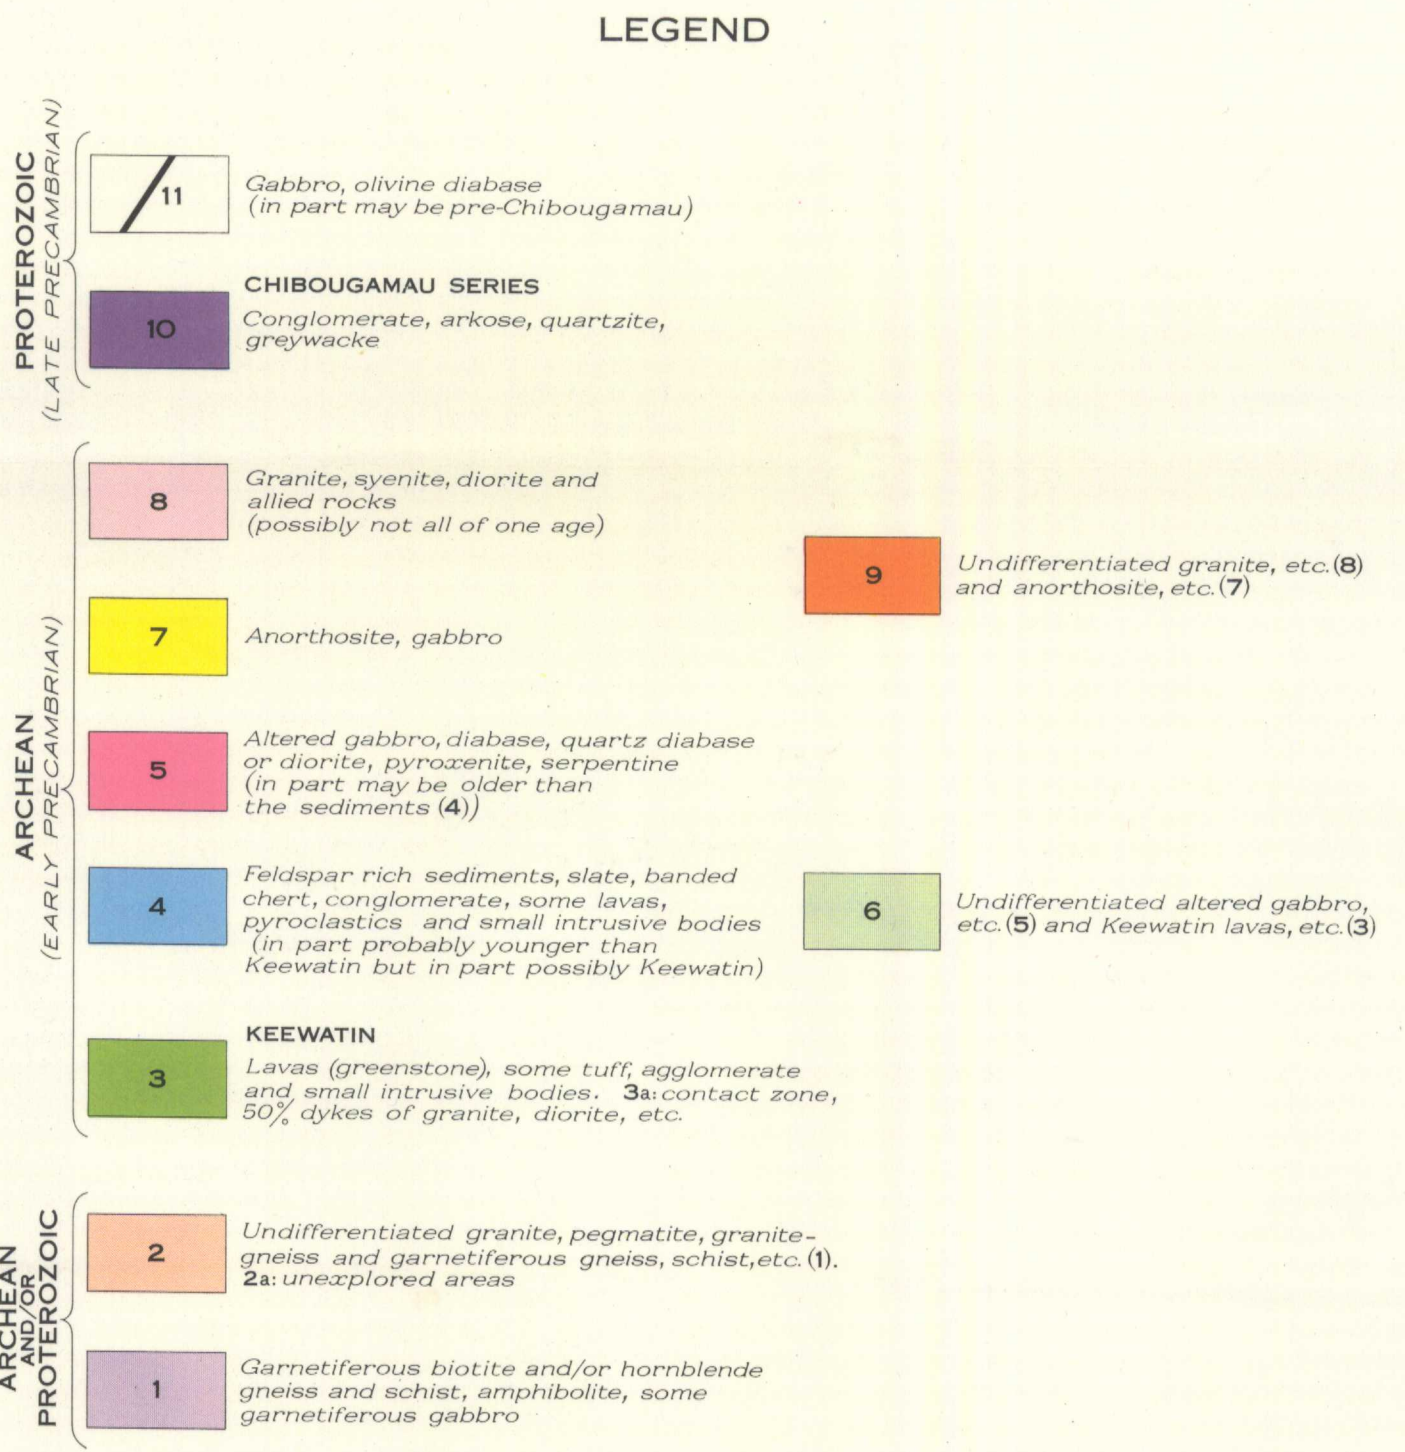 LEGEND
PROTEROZOIC
(LATE PRECAMBRIAN)
11
Gabbro, olivine diabase
(in part may be pre-Chibougamau)
10
CHIBOUGAMAU SERIES
Conglomerate, arkose, quartzite,
greywacke
ARCHEAN
(EARLY PRECAMBRIAN)
8
Granite, syenite, diorite and
allied rocks
(possibly not all of one age)
9
Undifferentiated granite, etc. (8)
and anorthosite, etc. (7)
7
Anorthosite, gabbro
5
Altered gabbro, diabase, quartz diabase
or diorite, pyroxenite, serpentine
(in part may be older than
the sediments (4))
4
Feldspar rich sediments, slate, banded
chert, conglomerate, some lavas,
pyroclastics and small intrusive bodies
(in part probably younger than
Keewatin but in part possibly Keewatin)
6
Undifferentiated altered gabbro,
etc. (5) and Keewatin lavas, etc. (3)
3
KEEWATIN
Lavas (greenstone), some tuff, agglomerate
and small intrusive bodies. 3a: contact zone,
50% dykes of granite, diorite, etc.
ARCHEAN
AND/OR
PROTEROZOIC
2
Undifferentiated granite, pegmatite, granite-
gneiss and garnetiferous gneiss, schist, etc. (1).
2a: unexplored areas
1
Garnetiferous biotite and/or hornblende
gneiss and schist, amphibolite, some
garnetiferous gabbro